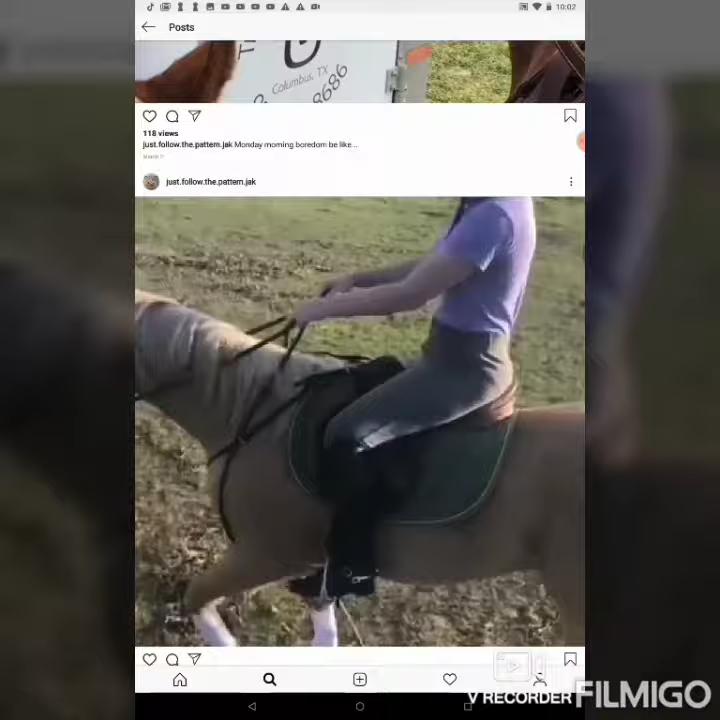 10:02
Posts
Columbus, TX
8686
118 views
just.follow.the.pattern.jak Monday morning boredom be like...
just.follow.the.pattern.jak
V RECORDER FILMIGO